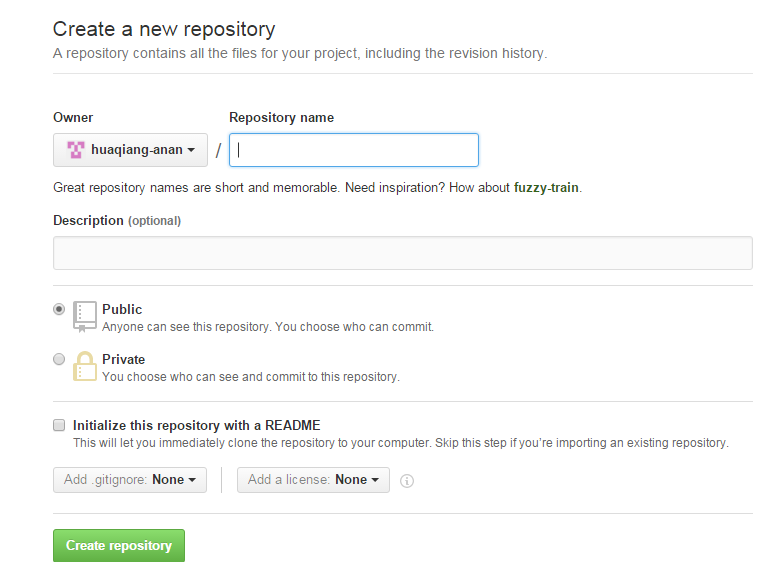 Create a new repository
A repository contains all the files for your project, including the revision history.
Owner
Repository name
huaqiang-anan
/
Great repository names are short and memorable. Need inspiration? How about fuzzy-train.
Description (optional)
Public
Anyone can see this repository. You choose who can commit.
Private
You choose who can see and commit to this repository.
Initialize this repository with a README
This will let you immediately clone the repository to your computer. Skip this step if you're importing an existing repository.
Add .gitignore: None
Add a license: None
Create repository